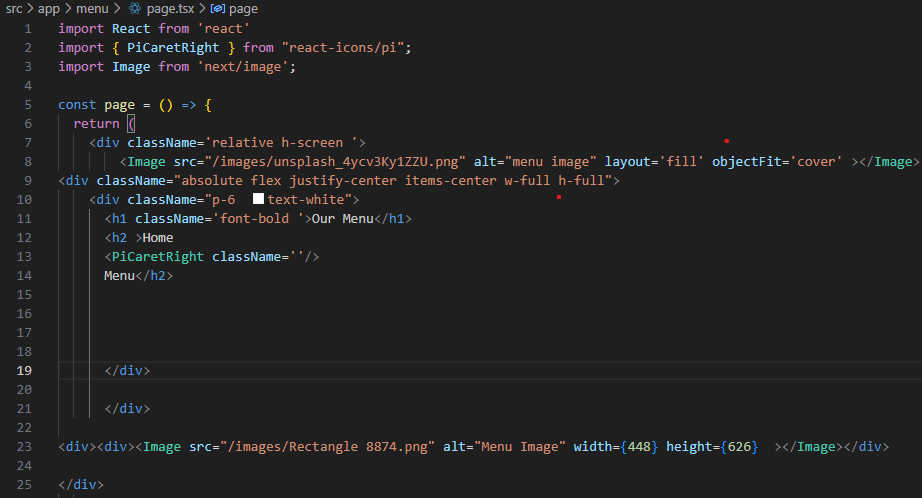 src > app > menu > page.tsx > page
1 import React from 'react'
2 import { PiCaretRight } from "react-icons/pi";
3 import Image from 'next/image';
4
5 const page = () => {
6   return (
7     <div className='relative h-screen '>
8         <Image src="/images/unsplash_4ycv3Ky1ZZU.png" alt="menu image" layout='fill' objectFit='cover' ></Image>
9 <div className="absolute flex justify-center items-center w-full h-full">
10     <div className="p-6  text-white">
11       <h1 className='font-bold '>Our Menu</h1>
12       <h2 >Home
13       <PiCaretRight className=''/>
14       Menu</h2>
15
16
17
18
19       </div>
20
21       </div>
22
23 <div><div><Image src="/images/Rectangle 8874.png" alt="Menu Image" width={448} height={626}  ></Image></div>
24
25 </div>